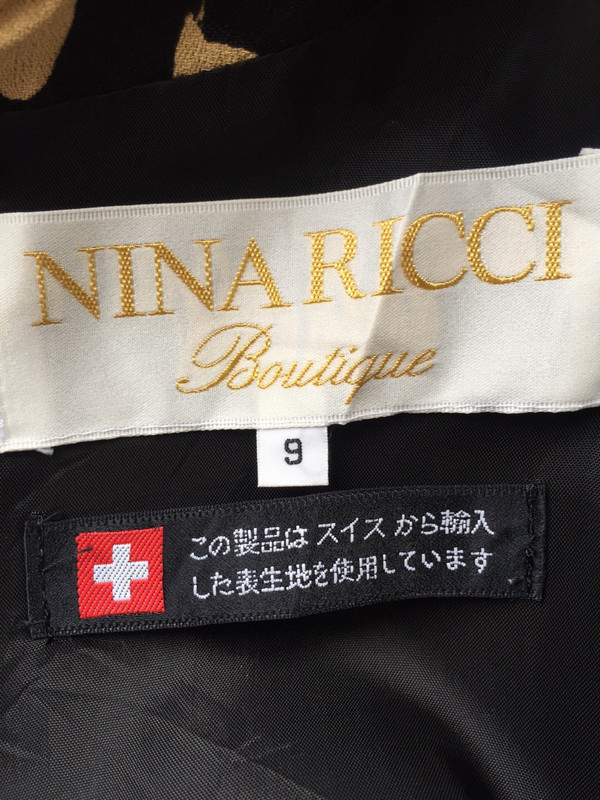 NINA RICCI
Boutique
9
この製品はスイスから輸入
した表生地を使用しています